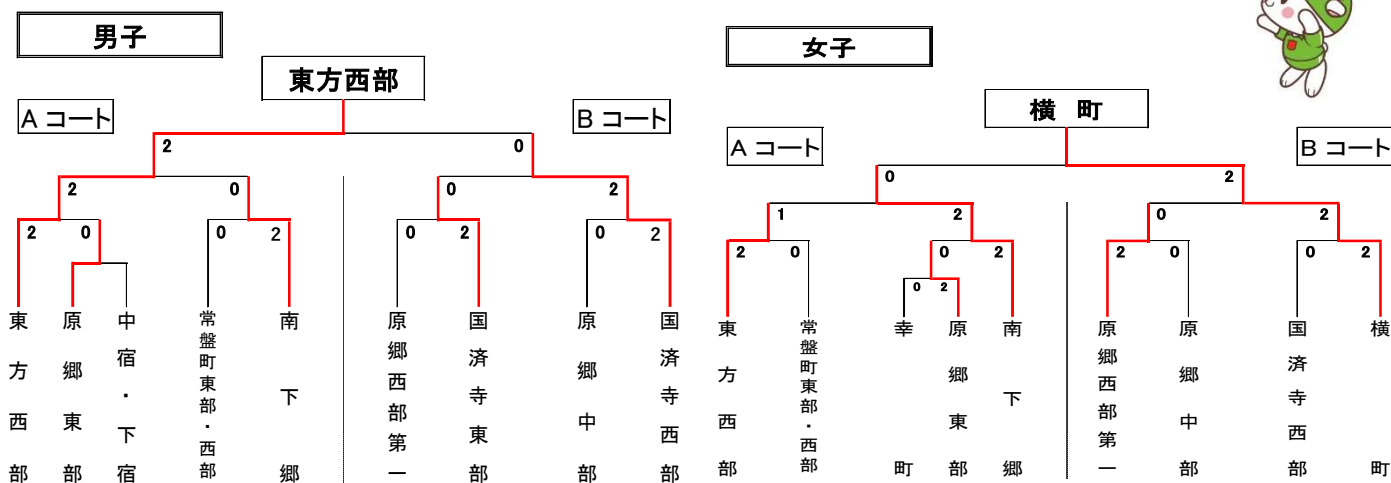 男子
東方西部
A コート
B コート
2 0
2 0 0 2
2 0 0 2 0 2 0 2
東方西部
原郷東部
中宿・下宿
常盤町東部・西部
南下郷
原郷西部第一
国済寺東部
原郷中部
国済寺西部
女子
横 町
A コート
B コート
0 2
1 2 0 2
2 0 0 2 2 0 0 2
0 2
東方西部
常盤町東部・西部
幸町
原郷東部
南下郷
原郷西部第一
原郷中部
国済寺西部
横町